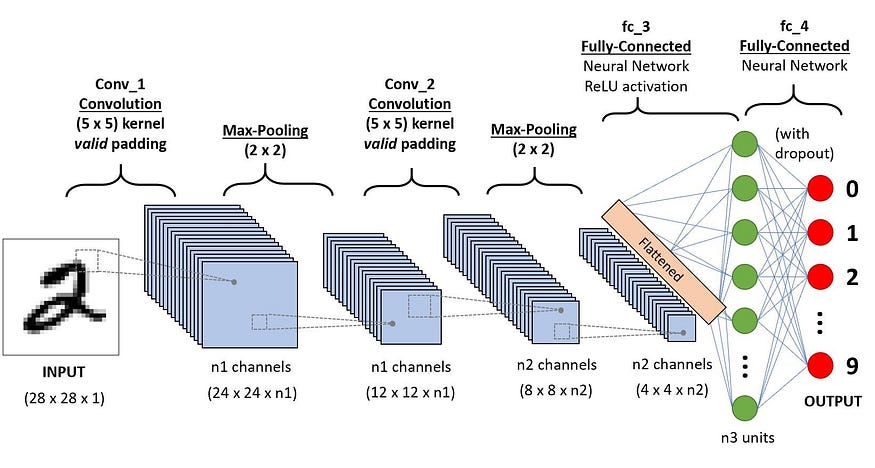 Conv_1
Convolution
(5 x 5) kernel
valid padding
Max-Pooling
(2 x 2)
Conv_2
Convolution
(5 x 5) kernel
valid padding
Max-Pooling
(2 x 2)
fc_3
Fully-Connected
Neural Network
ReLU activation
fc_4
Fully-Connected
Neural Network
(with
dropout)
Flattened
0
1
2
9
OUTPUT
2
INPUT
(28 x 28 x 1)
n1 channels
(24 x 24 x n1)
n1 channels
(12 x 12 x n1)
n2 channels
(8 x 8 x n2)
n2 channels
(4 x 4 x n2)
n3 units